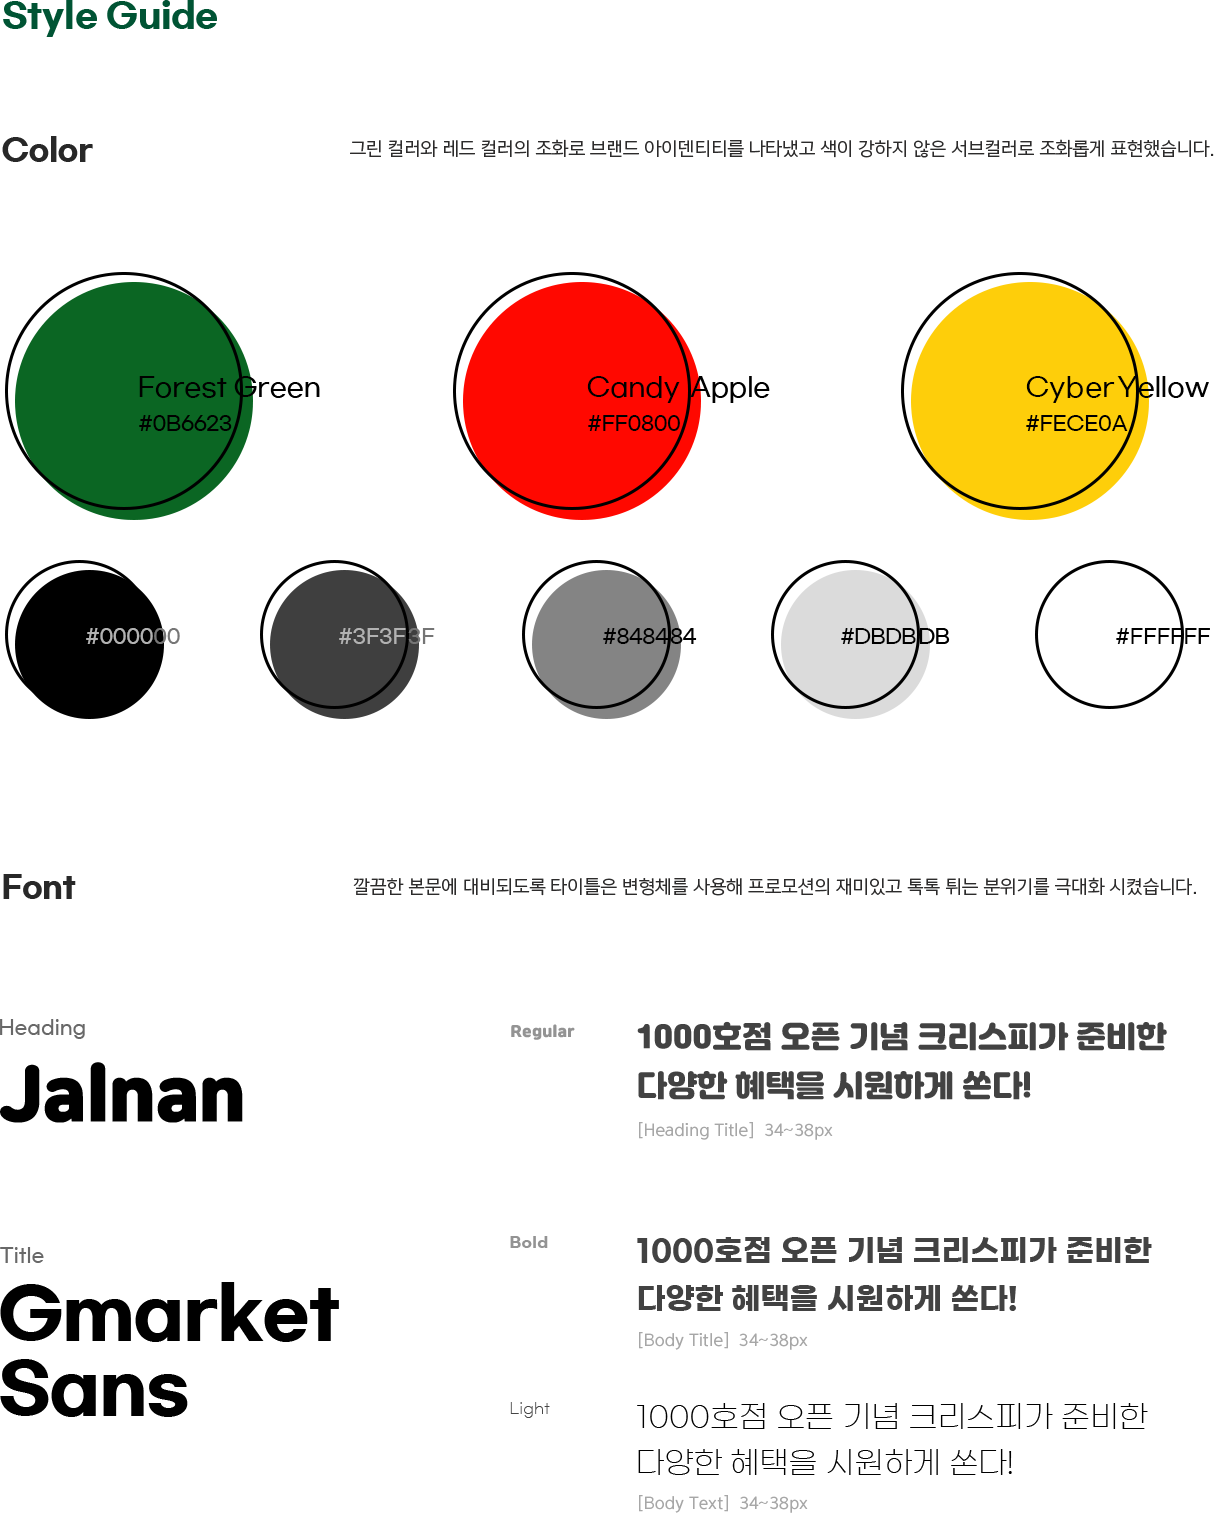 Style Guide
Color
그린 컬러와 레드 컬러의 조화로 브랜드 아이덴티티를 나타냈고 색이 강하지 않은 서브컬러로 조화롭게 표현했습니다.
Forest Green
#0B6623
Candy Apple
#FF0800
Cyber Yellow
#FECE0A
#000000
#3F3F3F
#848484
#DBDBDB
#FFFFFF
Font
깔끔한 본문에 대비되도록 타이틀은 변형체를 사용해 프로모션의 재미있고 톡톡 튀는 분위기를 극대화 시켰습니다.
Heading
Jalnan
Regular
1000호점 오픈 기념 크리스피가 준비한
다양한 혜택을 시원하게 쏜다!
[Heading Title] 34~38px
Title
Gmarket
Sans
Bold
1000호점 오픈 기념 크리스피가 준비한
다양한 혜택을 시원하게 쏜다!
[Body Title] 34~38px
Light
1000호점 오픈 기념 크리스피가 준비한
다양한 혜택을 시원하게 쏜다!
[Body Text] 34~38px